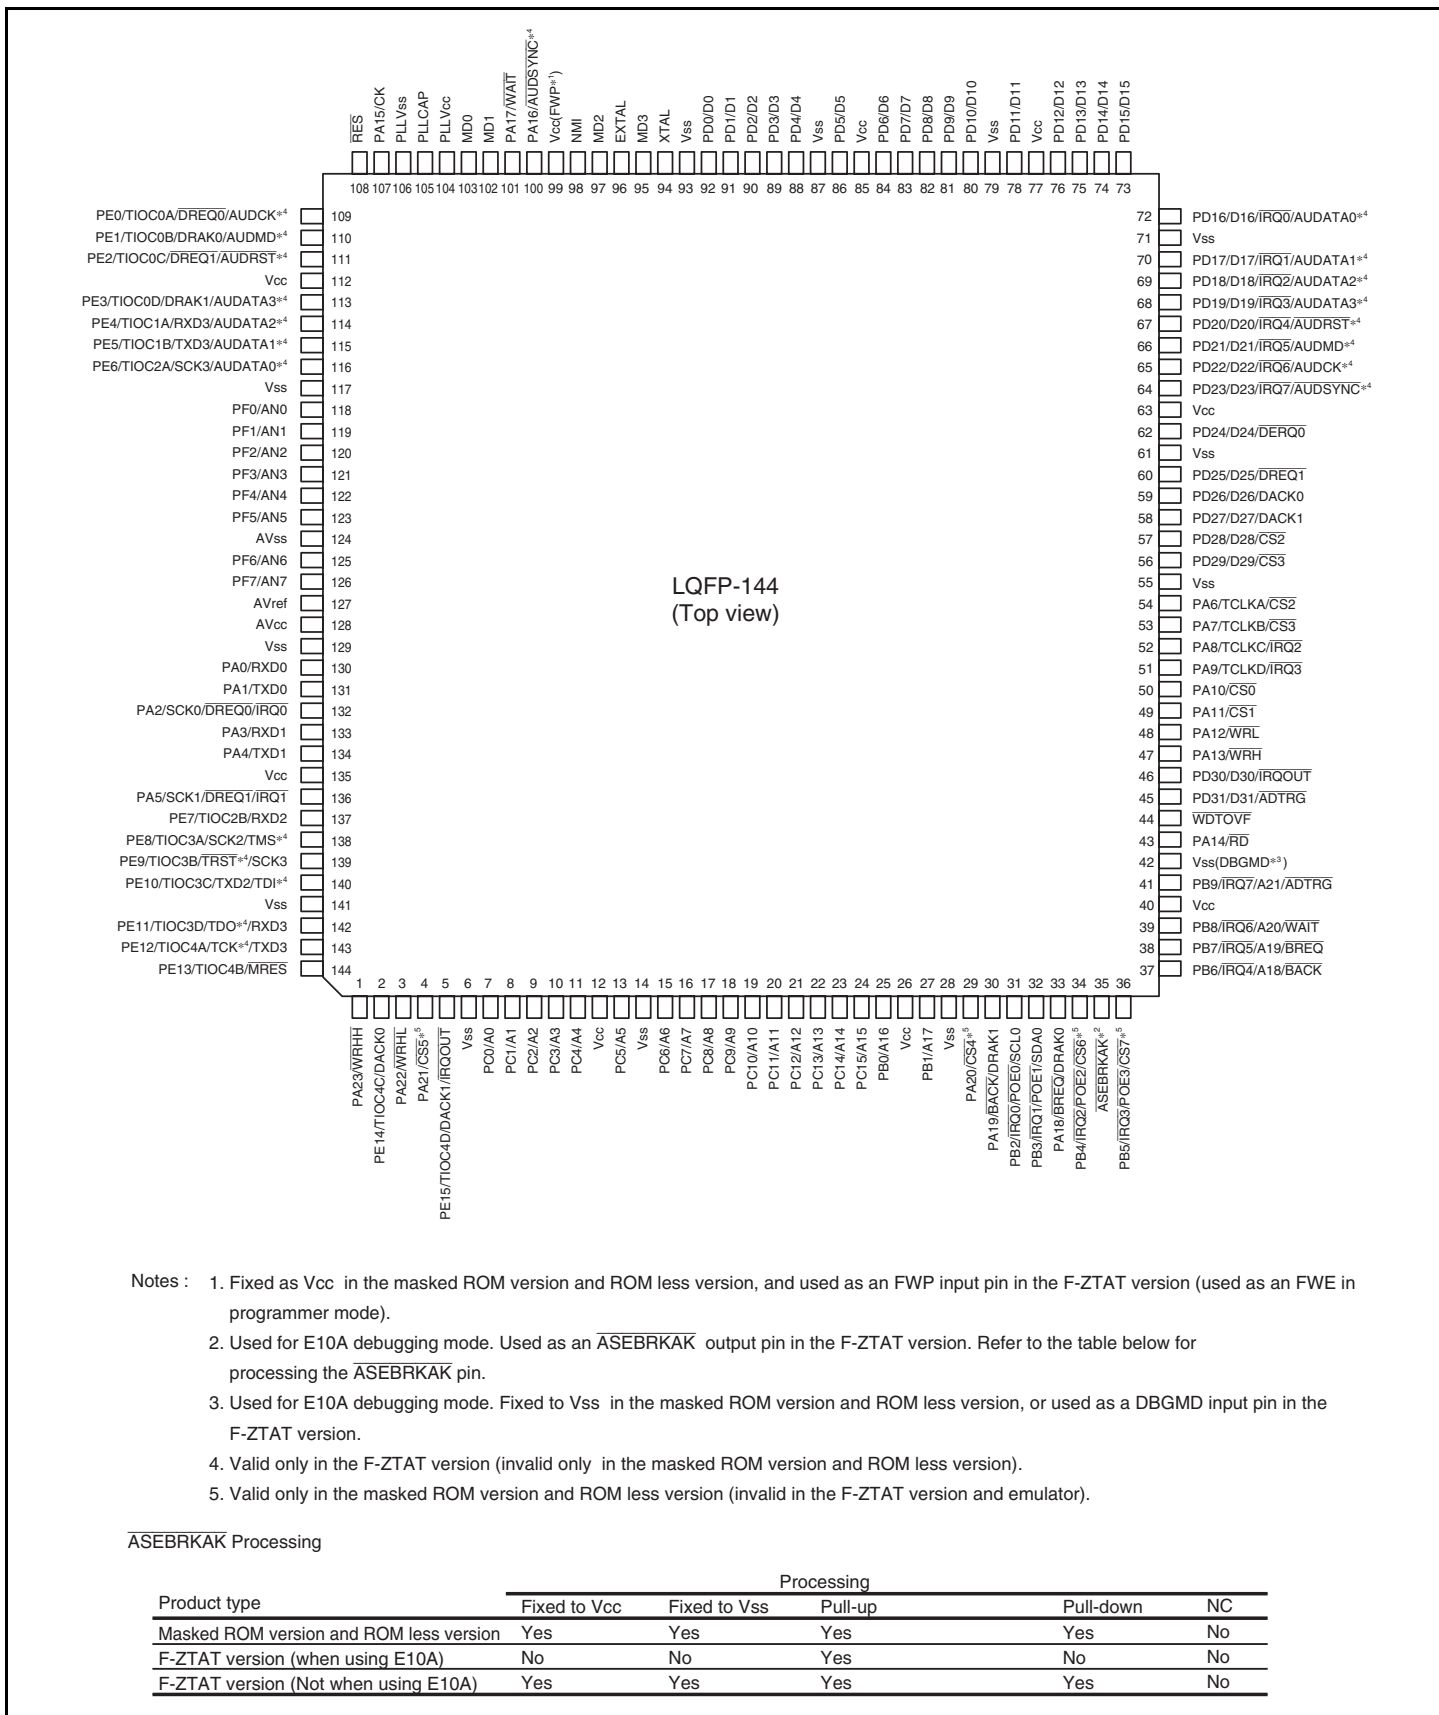 RES
PA15/CK
PLLVss
PLLCAP
PLLVcc
MD0
MD1
PA17/WAIT
PA16/AUDSYNC*4
Vcc(FWP*1)
NMI
MD2
EXTAL
MD3
XTAL
Vss
PD0/D0
PD1/D1
PD2/D2
PD3/D3
PD4/D4
Vss
PD5/D5
Vcc
PD6/D6
PD7/D7
PD8/D8
PD9/D9
PD10/D10
Vss
PD11/D11
Vcc
PD12/D12
PD13/D13
PD14/D14
PD15/D15
108 107 106 105 104 103 102 101 100 99 98 97 96 95 94 93 92 91 90 89 88 87 86 85 84 83 82 81 80 79 78 77 76 75 74 73
PE0/TIOC0A/DREQ0/AUDCK*4 109
PE1/TIOC0B/DRAK0/AUDMD*4 110
PE2/TIOC0C/DREQ1/AUDRST*4 111
Vcc 112
PE3/TIOC0D/DRAK1/AUDATA3*4 113
PE4/TIOC1A/RXD3/AUDATA2*4 114
PE5/TIOC1B/TXD3/AUDATA1*4 115
PE6/TIOC2A/SCK3/AUDATA0*4 116
Vss 117
PF0/AN0 118
PF1/AN1 119
PF2/AN2 120
PF3/AN3 121
PF4/AN4 122
PF5/AN5 123
AVss 124
PF6/AN6 125
PF7/AN7 126
AVref 127
AVcc 128
Vss 129
PA0/RXD0 130
PA1/TXD0 131
PA2/SCK0/DREQ0/IRQ0 132
PA3/RXD1 133
PA4/TXD1 134
Vcc 135
PA5/SCK1/DREQ1/IRQ1 136
PE7/TIOC2B/RXD2 137
PE8/TIOC3A/SCK2/TMS*4 138
PE9/TIOC3B/TRST*4/SCK3 139
PE10/TIOC3C/TXD2/TDI*4 140
Vss 141
PE11/TIOC3D/TDO*4/RXD3 142
PE12/TIOC4A/TCK*4/TXD3 143
PE13/TIOC4B/MRES 144
LQFP-144
(Top view)
72 PD16/D16/IRQ0/AUDATA0*4
71 Vss
70 PD17/D17/IRQ1/AUDATA1*4
69 PD18/D18/IRQ2/AUDATA2*4
68 PD19/D19/IRQ3/AUDATA3*4
67 PD20/D20/IRQ4/AUDRST*4
66 PD21/D21/IRQ5/AUDMD*4
65 PD22/D22/IRQ6/AUDCK*4
64 PD23/D23/IRQ7/AUDSYNC*4
63 Vcc
62 PD24/D24/DERQ0
61 Vss
60 PD25/D25/DREQ1
59 PD26/D26/DACK0
58 PD27/D27/DACK1
57 PD28/D28/CS2
56 PD29/D29/CS3
55 Vss
54 PA6/TCLKA/CS2
53 PA7/TCLKB/CS3
52 PA8/TCLKC/IRQ2
51 PA9/TCLKD/IRQ3
50 PA10/CS0
49 PA11/CS1
48 PA12/WRL
47 PA13/WRH
46 PD30/D30/IRQOUT
45 PD31/D31/ADTRG
44 WDTOVF
43 PA14/RD
42 Vss(DBGMD*3)
41 PB9/IRQ7/A21/ADTRG
40 Vcc
39 PB8/IRQ6/A20/WAIT
38 PB7/IRQ5/A19/BREQ
37 PB6/IRQ4/A18/BACK
1 2 3 4 5 6 7 8 9 10 11 12 13 14 15 16 17 18 19 20 21 22 23 24 25 26 27 28 29 30 31 32 33 34 35 36
PA23/WRHH
PE14/TIOC4C/DACK0
PA22/WRHL
PA21/CS5*5
PE15/TIOC4D/DACK1/IRQOUT
Vss
PC0/A0
PC1/A1
PC2/A2
PC3/A3
PC4/A4
Vcc
PC5/A5
Vss
PC6/A6
PC7/A7
PC8/A8
PC9/A9
PC10/A10
PC11/A11
PC12/A12
PC13/A13
PC14/A14
PC15/A15
PB0/A16
Vcc
PB1/A17
Vss
PA20/CS4*5
PA19/BACK/DRAK1
PB2/IRQ0/POE0/SCL0
PB3/IRQ1/POE1/SDA0
PA18/BREQ/DRAK0
PB4/IRQ2/POE2/CS6*5
ASEBRKAK*2
PB5/IRQ3/POE3/CS7*5
Notes : 1. Fixed as Vcc in the masked ROM version and ROM less version, and used as an FWP input pin in the F-ZTAT version (used as an FWE in
programmer mode).
2. Used for E10A debugging mode. Used as an ASEBRKAK output pin in the F-ZTAT version. Refer to the table below for
processing the ASEBRKAK pin.
3. Used for E10A debugging mode. Fixed to Vss in the masked ROM version and ROM less version, or used as a DBGMD input pin in the
F-ZTAT version.
4. Valid only in the F-ZTAT version (invalid only in the masked ROM version and ROM less version).
5. Valid only in the masked ROM version and ROM less version (invalid in the F-ZTAT version and emulator).
ASEBRKAK Processing
Processing
Product type Fixed to Vcc Fixed to Vss Pull-up Pull-down NC
Masked ROM version and ROM less version Yes Yes Yes Yes No
F-ZTAT version (when using E10A) No No Yes No No
F-ZTAT version (Not when using E10A) Yes Yes Yes Yes No